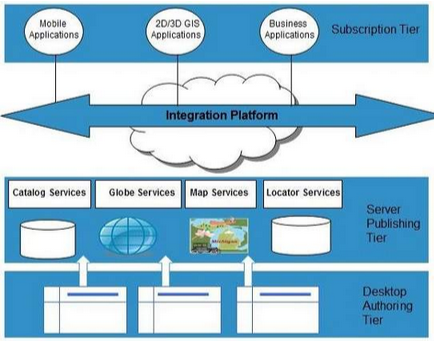 Mobile
Applications
2D/3D GIS
Applications
Business
Applications
Subscription Tier
Integration Platform
Catalog Services
Globe Services
Map Services
Locator Services
Server
Publishing
Tier
Michigan
Desktop
Authoring
Tier